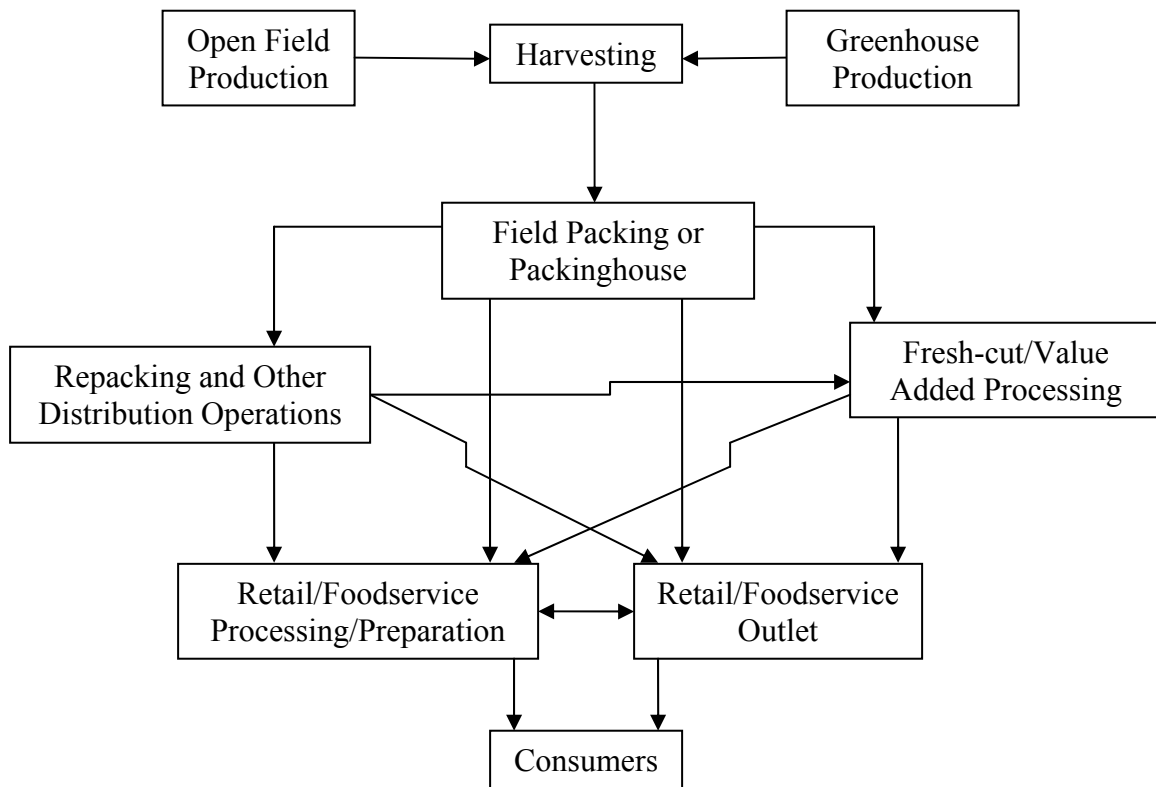 Open Field
Production
Harvesting
Greenhouse
Production
Field Packing or
Packinghouse
Repacking and Other
Distribution Operations
Fresh-cut/Value
Added Processing
Retail/Foodservice
Processing/Preparation
Retail/Foodservice
Outlet
Consumers